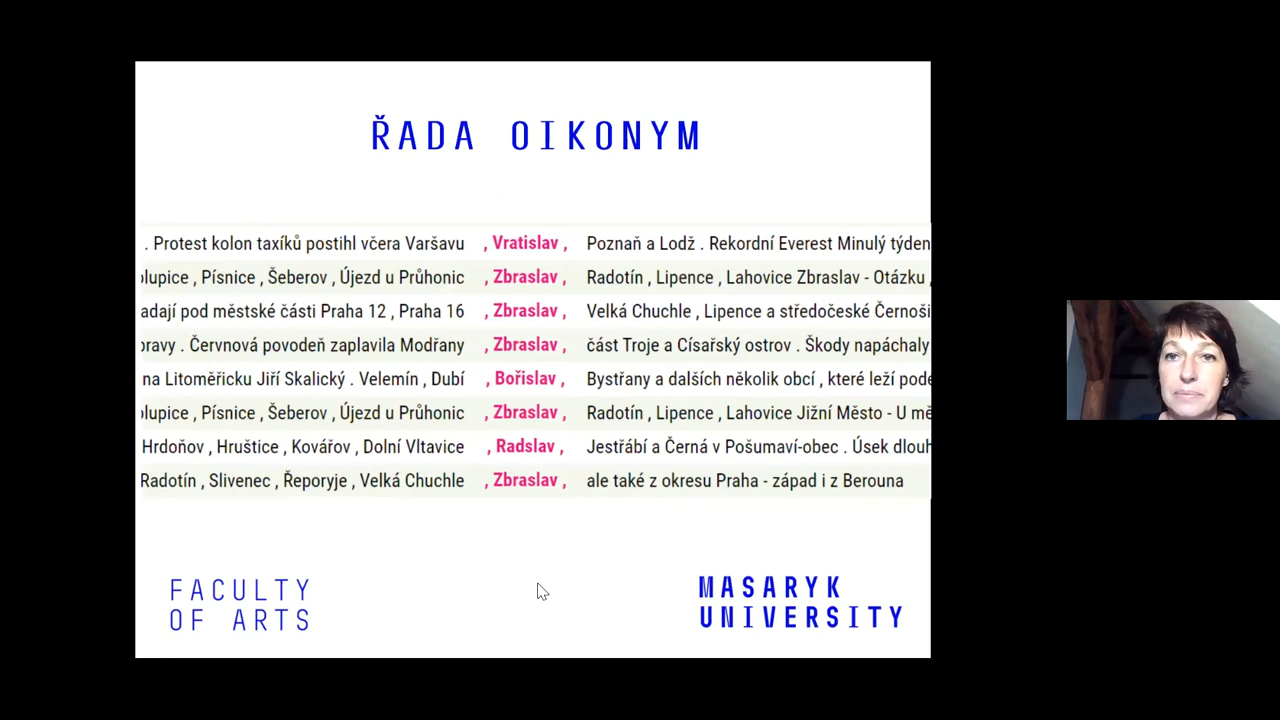 ŘADA OIKONYM
. Protest kolon taxíků postihl včera Varšavu , Vratislav , Poznaň a Lodž . Rekordní Everest Minulý týden
olupice , Písnice , Šeberov , Újezd u Průhonic , Zbraslav , Radotín , Lipence , Lahovice Zbraslav - Otázku ,
adají pod městské části Praha 12 , Praha 16 , Zbraslav , Velká Chuchle , Lipence a středočeské Černoši
pravy . Červnová povodeň zaplavila Modřany , Zbraslav , část Troje a Císařský ostrov . Škody napáchaly
na Litoměřicku Jiří Skalický . Velemín , Dubí , Bořislav , Bystřany a dalších několik obcí , které leží pode
olupice , Písnice , Šeberov , Újezd u Průhonic , Zbraslav , Radotín , Lipence , Lahovice Jižní Město - U mě
Hrdoňov , Hruštice , Kovářov , Dolní Vltavice , Radslav , Jestřábí a Černá v Pošumaví-obec . Úsek dlouh
Radotín , Slivenec , Řeporyje , Velká Chuchle , Zbraslav , ale také z okresu Praha - západ i z Berouna
FACULTY
OF ARTS
MASARYK
UNIVERSITY